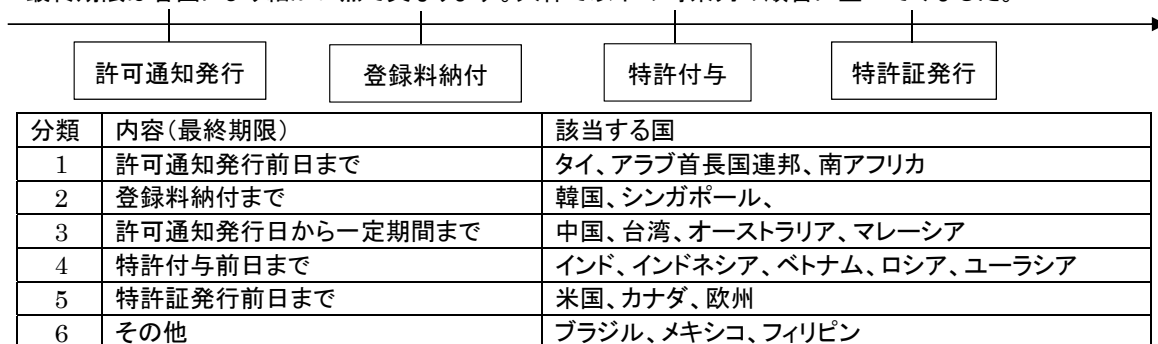 許可通知発行 登録料納付 特許付与 特許証発行
分類 内容（最終期限） 該当する国
1 許可通知発行前日まで タイ、アラブ首長国連邦、南アフリカ
2 登録料納付まで 韓国、シンガポール、
3 許可通知発行日から一定期間まで 中国、台湾、オーストラリア、マレーシア
4 特許付与前日まで インド、インドネシア、ベトナム、ロシア、ユーラシア
5 特許証発行前日まで 米国、カナダ、欧州
6 その他 ブラジル、メキシコ、フィリピン